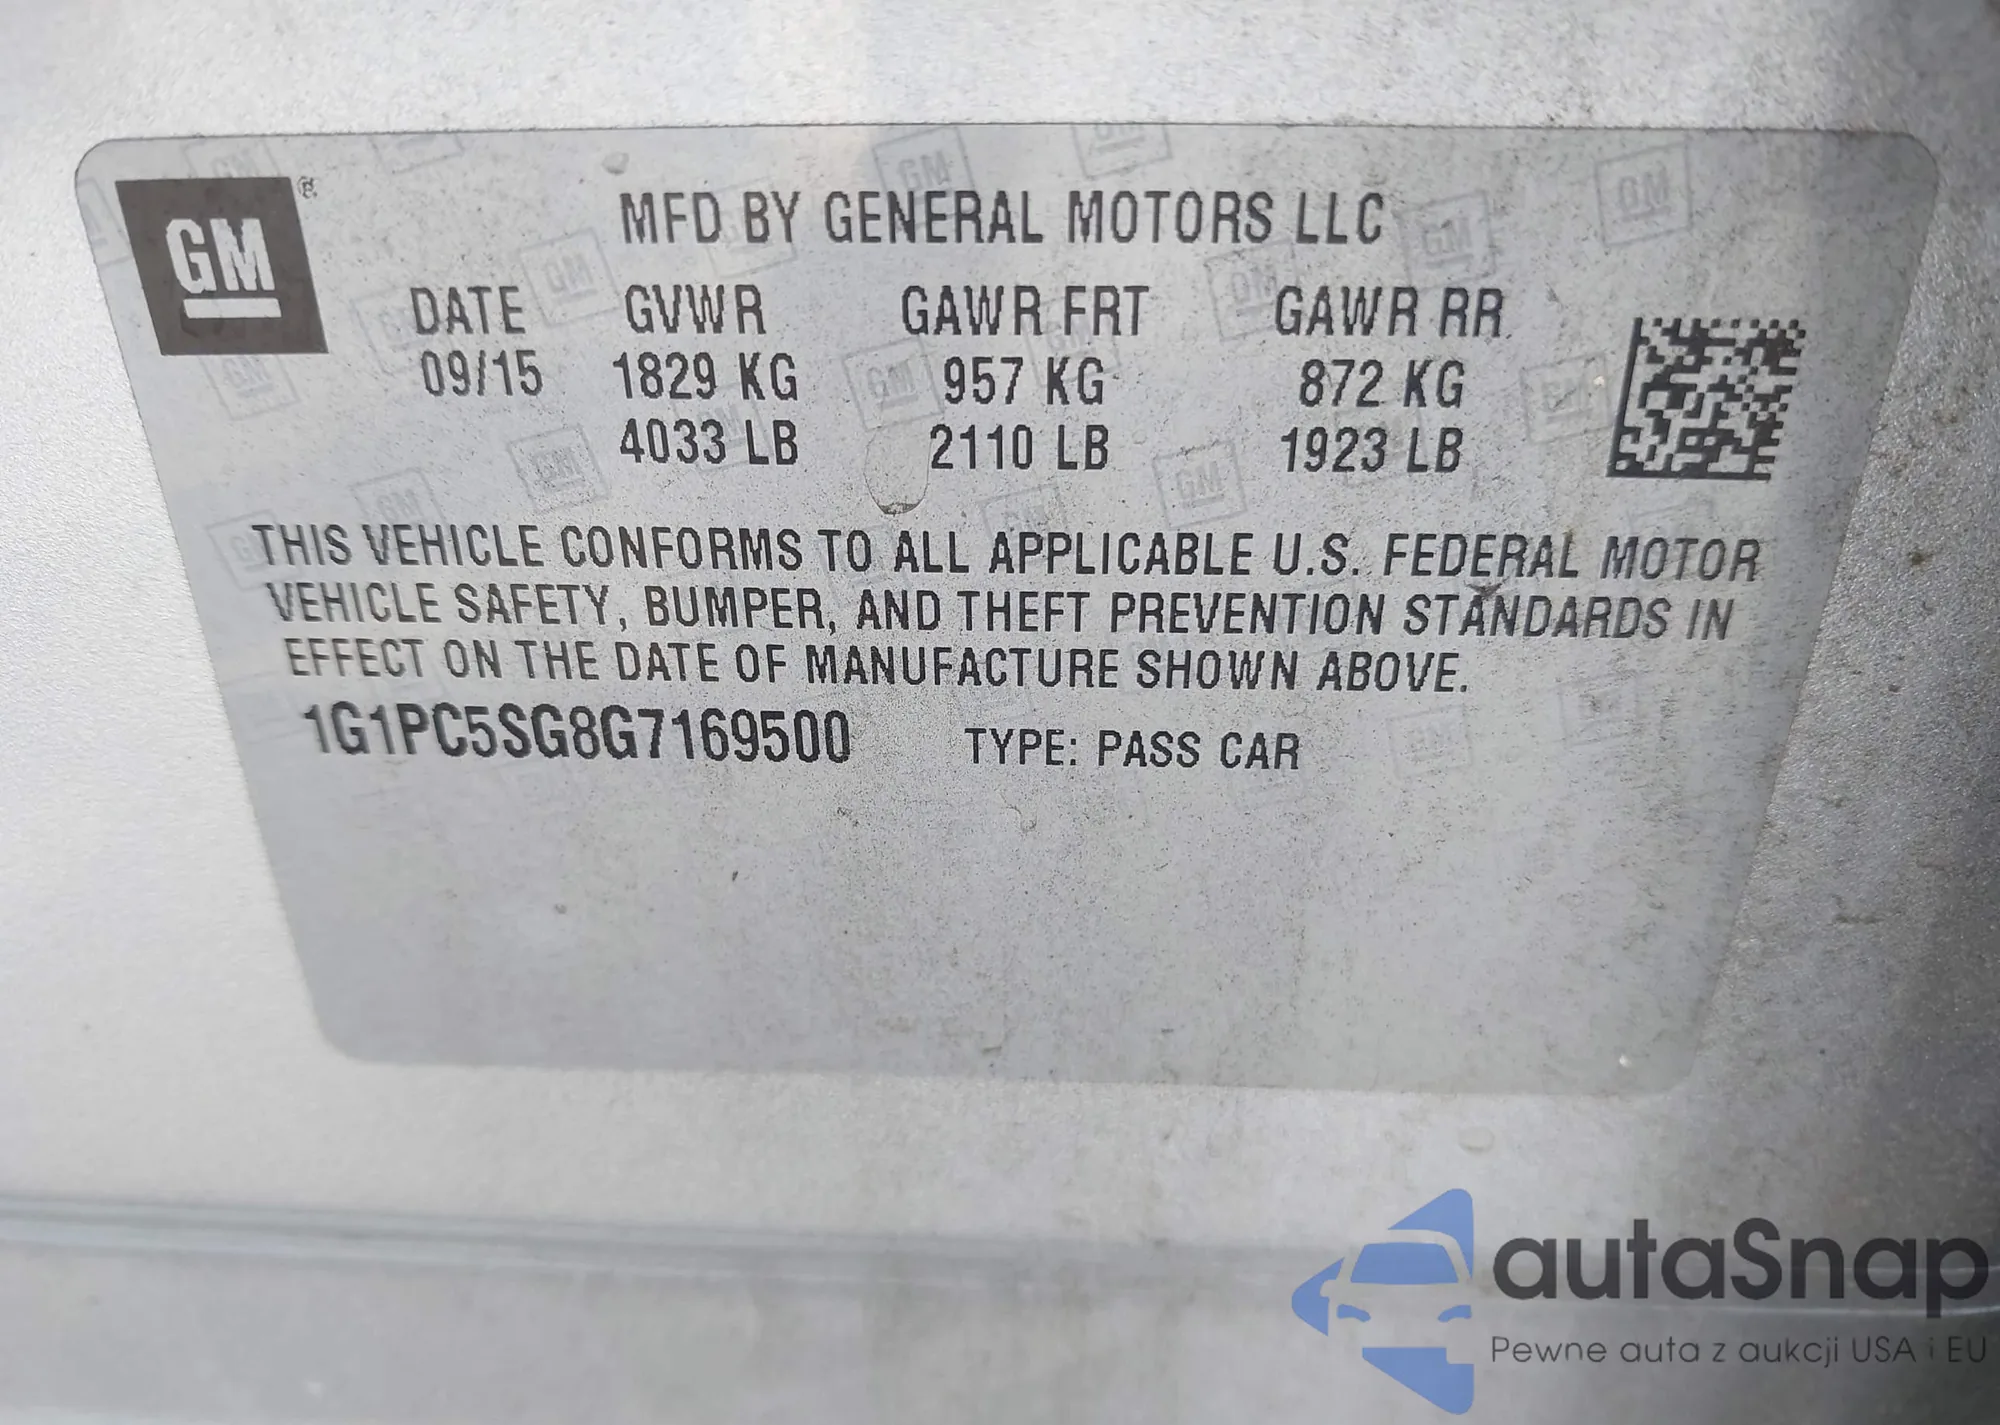 GM
MFD BY GENERAL MOTORS LLC
DATE GVWR GAWR FRT GAWR RR
09/15 1829 KG 957 KG 872 KG
4033 LB 2110 LB 1923 LB
THIS VEHICLE CONFORMS TO ALL APPLICABLE U.S. FEDERAL MOTOR
VEHICLE SAFETY, BUMPER, AND THEFT PREVENTION STANDARDS IN
EFFECT ON THE DATE OF MANUFACTURE SHOWN ABOVE.
1G1PC5SG8G7169500 TYPE: PASS CAR
autaSnap
Pewne auta z aukcji USA i EU